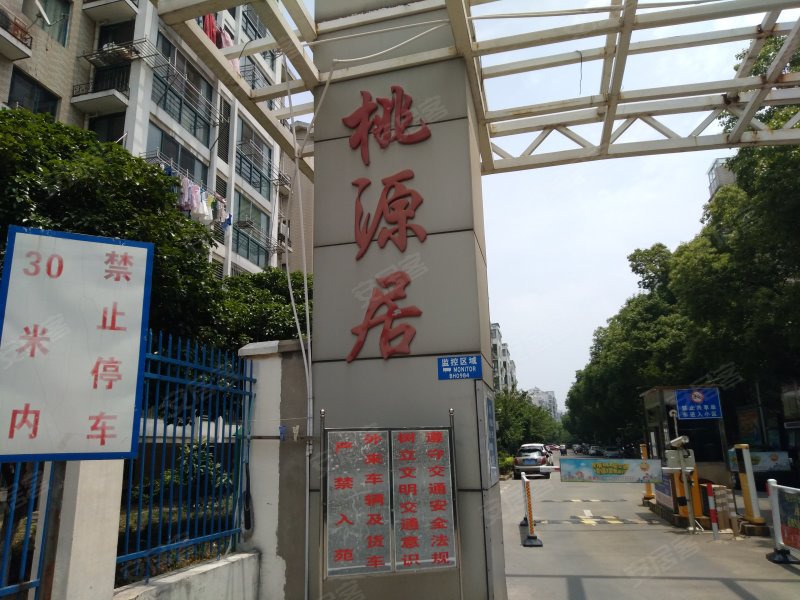 桃源居
30米内
禁止停车
监控区域
MONITOR
BH0984
遵守交通安全法规
树立文明交通意识
外来车辆及货车
严禁入苑